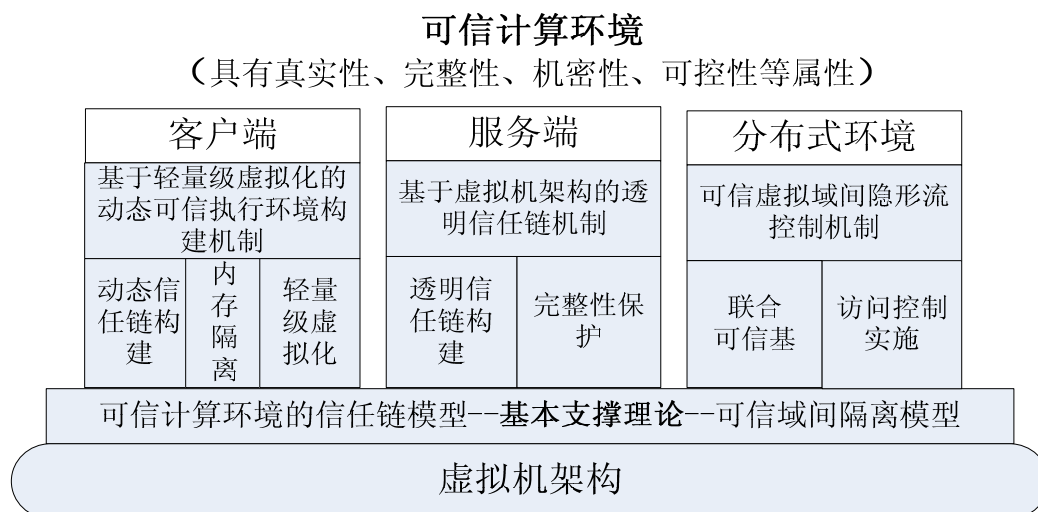 可信计算环境
（具有真实性、完整性、机密性、可控性等属性）
客户端
基于轻量级虚拟化的
动态可信执行环境构
建机制
动态信
任链构
建
内
存
隔
离
轻量
级虚
拟化
服务端
基于虚拟机架构的透
明信任链机制
透明信
任链构
建
完整性保
护
分布式环境
可信虚拟域间隐形流
控制机制
联合
可信基
访问控制
实施
可信计算环境的信任链模型--基本支撑理论--可信域间隔离模型
虚拟机架构